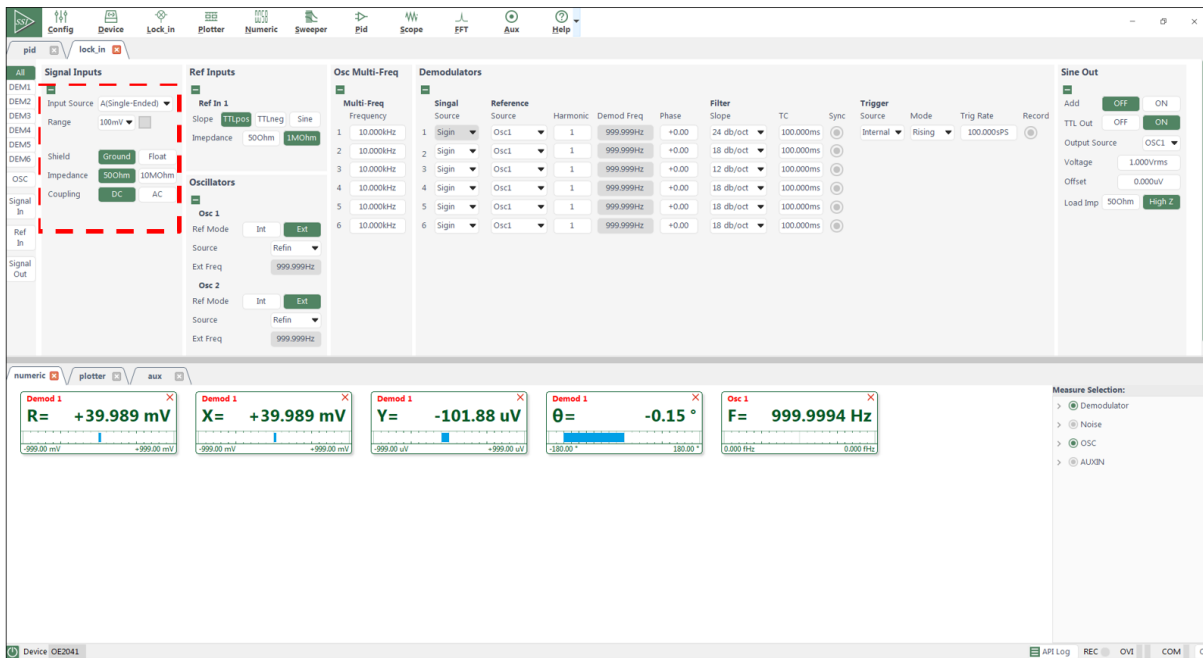 SSI Config Device Lock_in Plotter Numeric Sweeper Pid Scope FFT Aux Help
pid lock_in
All
DEM1
DEM2
DEM3
DEM4
DEM5
DEM6
OSC
Signal In
Ref In
Signal Out
Signal Inputs
Input Source A(Single-Ended)
Range 100mV
Shield Ground Float
Impedance 50Ohm 10MOhm
Coupling DC AC
Ref Inputs
Ref In 1
Slope TTLpos TTLneg Sine
Imepdance 50Ohm 1MOhm
Oscillators
Osc 1
Ref Mode Int Ext
Source Refin
Ext Freq 999.999Hz
Osc 2
Ref Mode Int Ext
Source Refin
Ext Freq 999.999Hz
Osc Multi-Freq
Multi-Freq
Frequency
1 10.000kHz
2 10.000kHz
3 10.000kHz
4 10.000kHz
5 10.000kHz
6 10.000kHz
Demodulators
Singal Reference Filter Trigger
Source Source Harmonic Demod Freq Phase Slope TC Sync Source Mode Trig Rate Record
1 Sigin Osc1 1 999.999Hz +0.00 24 db/oct 100.000ms Internal Rising 100.000sPS
2 Sigin Osc1 1 999.999Hz +0.00 18 db/oct 100.000ms
3 Sigin Osc1 1 999.999Hz +0.00 12 db/oct 100.000ms
4 Sigin Osc1 1 999.999Hz +0.00 18 db/oct 100.000ms
5 Sigin Osc1 1 999.999Hz +0.00 18 db/oct 100.000ms
6 Sigin Osc1 1 999.999Hz +0.00 18 db/oct 100.000ms
Sine Out
Add OFF ON
TTL Out OFF ON
Output Source OSC1
Voltage 1.000Vrms
Offset 0.000uV
Load Imp 50Ohm High Z
numeric plotter aux
Demod 1
R= +39.989 mV
-999.00 mV +999.00 mV
Demod 1
X= +39.989 mV
-999.00 mV +999.00 mV
Demod 1
Y= -101.88 uV
-999.00 uV +999.00 uV
Demod 1
θ= -0.15 °
-180.00 ° 180.00 °
Osc 1
F= 999.9994 Hz
0.000 fHz 0.000 fHz
Measure Selection:
Demodulator
Noise
OSC
AUXIN
Device OE2041 API Log REC OVI COM